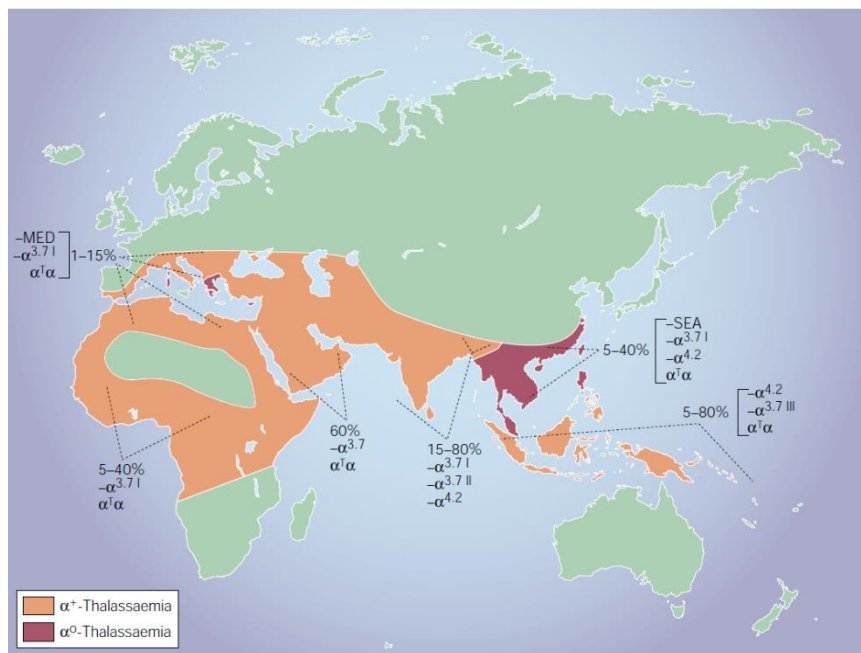 –MED
–α³·⁷ ᴵ
αᵀα
1–15%
–SEA
–α³·⁷ ᴵ
–α⁴·²
αᵀα
5–40%
–α⁴·²
–α³·⁷ ᴵᴵᴵ
αᵀα
5–80%
5–40%
–α³·⁷ ᴵ
αᵀα
60%
–α³·⁷
αᵀα
15–80%
–α³·⁷ ᴵ
–α³·⁷ ᴵᴵ
–α⁴·²
α⁺-Thalassaemia
α⁰-Thalassaemia